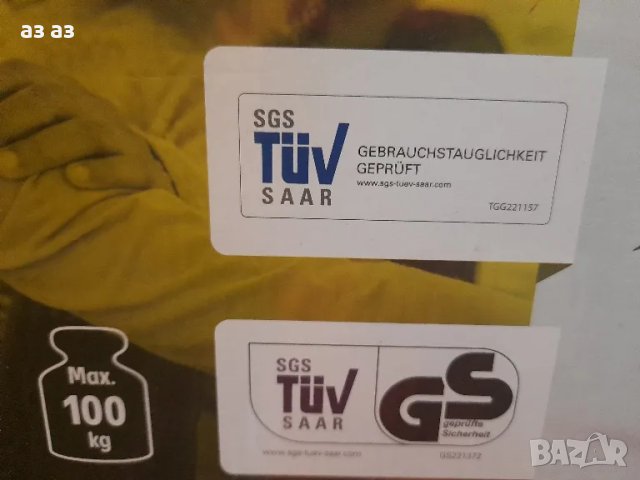 аз аз
SGS
TÜV
SAAR
GEBRAUCHSTAUGLICHKEIT
GEPRÜFT
www.sgs-tuev-saar.com
TGG221157
Max.
100
kg
SGS
TÜV
SAAR
GS
geprüfte
Sicherheit
www.sgs-tuev-saar.com
GS221372
BAZAR